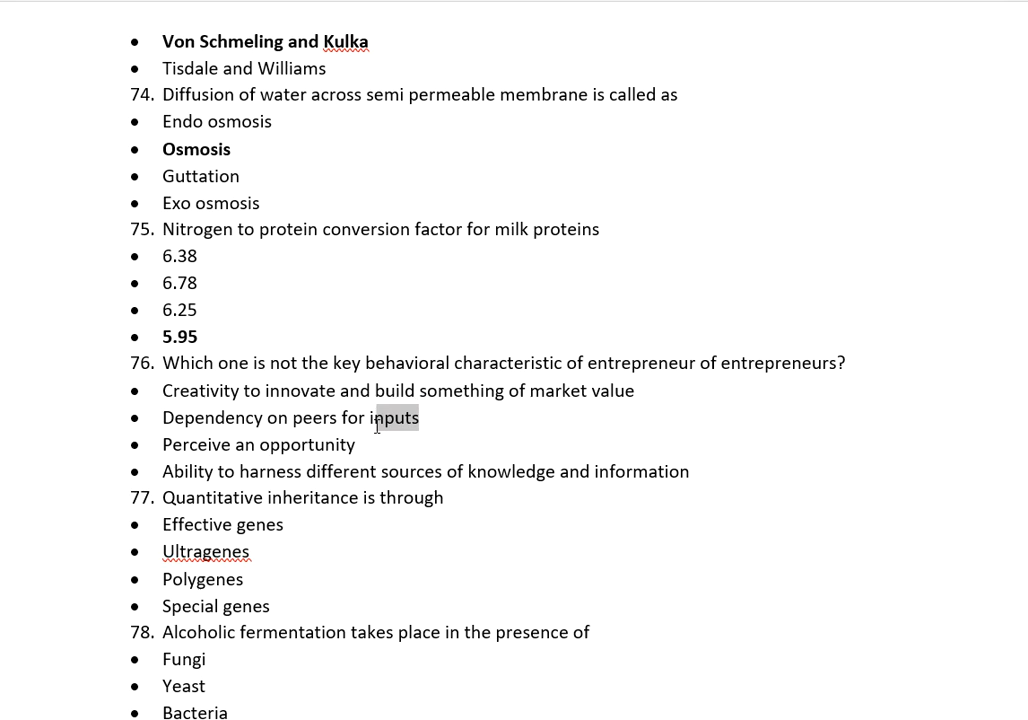 • Von Schmeling and Kulka
• Tisdale and Williams
74. Diffusion of water across semi permeable membrane is called as
• Endo osmosis
• Osmosis
• Guttation
• Exo osmosis
75. Nitrogen to protein conversion factor for milk proteins
• 6.38
• 6.78
• 6.25
• 5.95
76. Which one is not the key behavioral characteristic of entrepreneur of entrepreneurs?
• Creativity to innovate and build something of market value
• Dependency on peers for inputs
• Perceive an opportunity
• Ability to harness different sources of knowledge and information
77. Quantitative inheritance is through
• Effective genes
• Ultragenes
• Polygenes
• Special genes
78. Alcoholic fermentation takes place in the presence of
• Fungi
• Yeast
• Bacteria